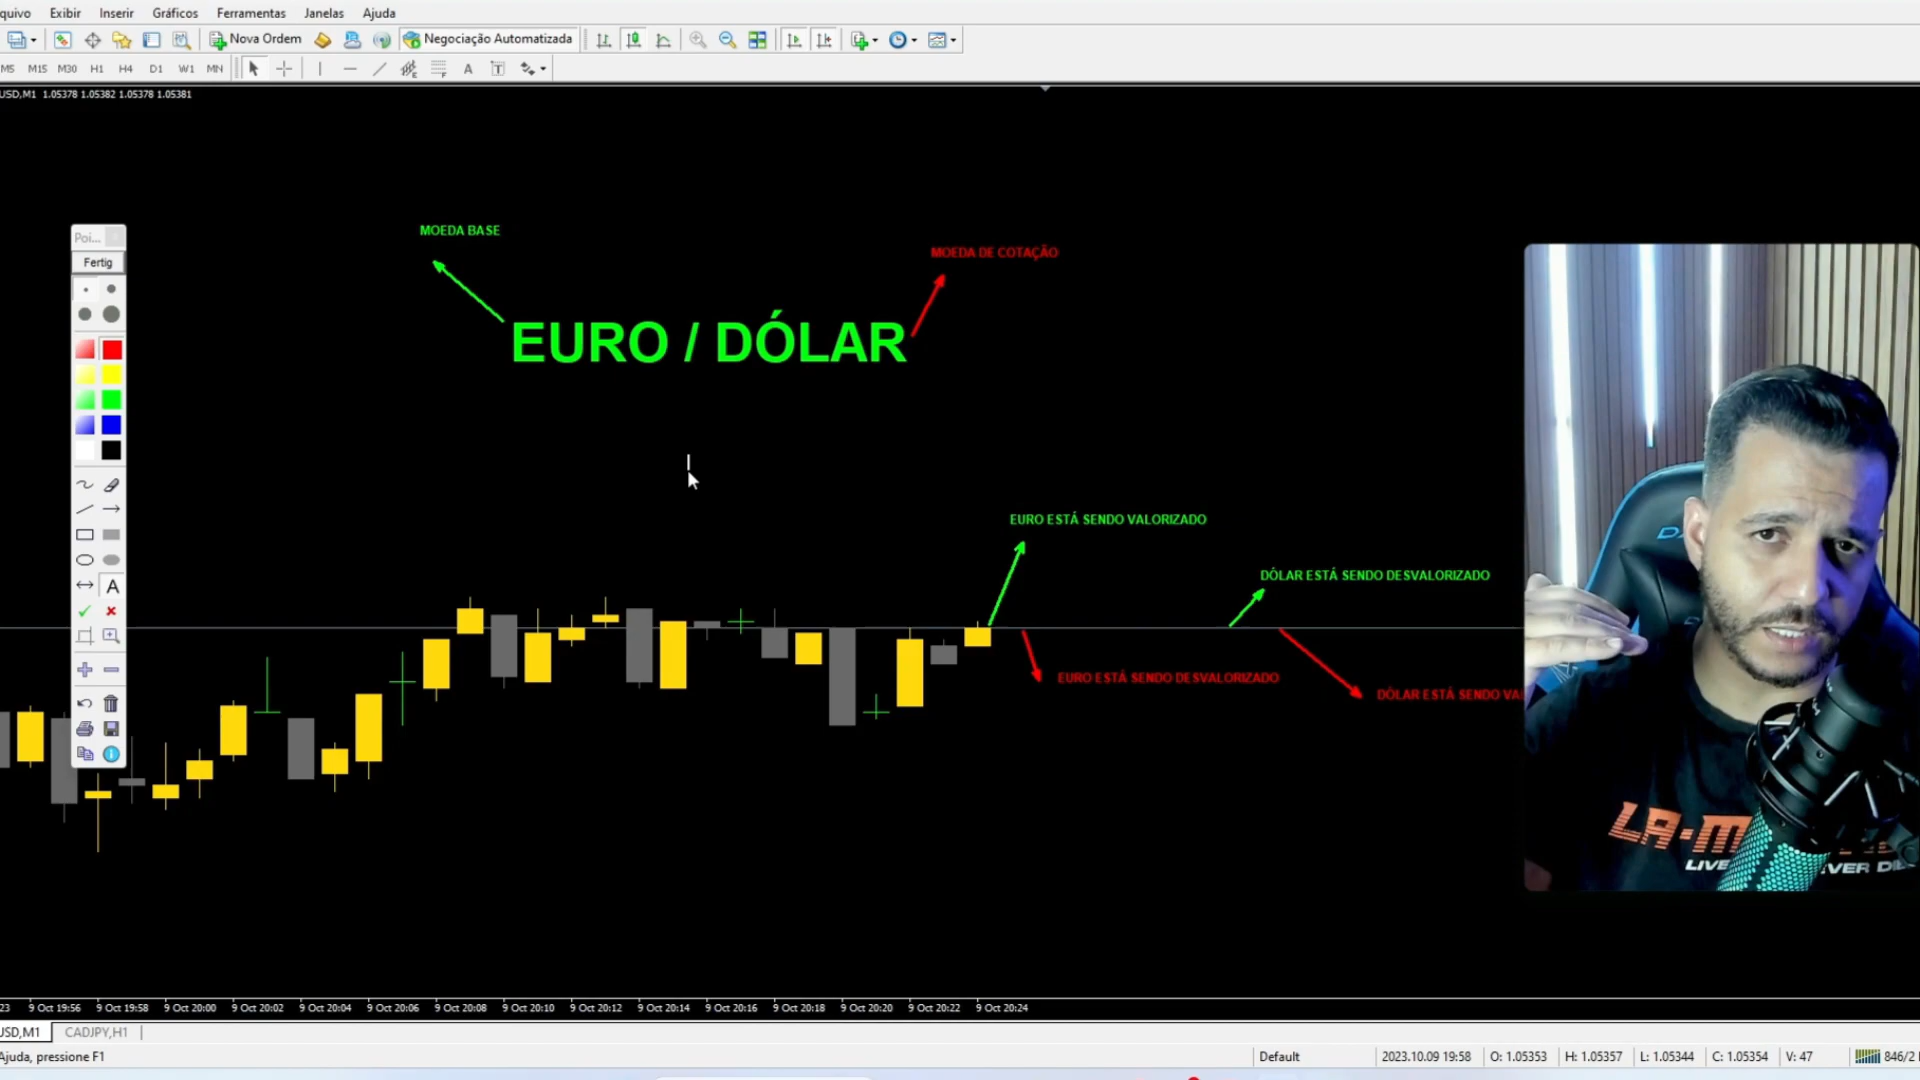 Exibir Inserir Gráficos Ferramentas Janelas Ajuda
Nova Ordem Negociação Automatizada
M5 M15 M30 H1 H4 D1 W1 MN A T
USD,M1 1.05378 1.05382 1.05378 1.05381
MOEDA BASE
MOEDA DE COTAÇÃO
EURO / DÓLAR
Poi...
Fertig
A
EURO ESTÁ SENDO VALORIZADO
DÓLAR ESTÁ SENDO DESVALORIZADO
EURO ESTÁ SENDO DESVALORIZADO
DÓLAR ESTÁ SENDO
LA-M
LIVE
EVER DIE
23 9 Oct 19:56 9 Oct 19:58 9 Oct 20:00 9 Oct 20:02 9 Oct 20:04 9 Oct 20:06 9 Oct 20:08 9 Oct 20:10 9 Oct 20:12 9 Oct 20:14 9 Oct 20:16 9 Oct 20:18 9 Oct 20:20 9 Oct 20:22 9 Oct 20:24
USD,M1 CADJPY,H1
Ajuda, pressione F1
Default 2023.10.09 19:58 O: 1.05353 H: 1.05357 L: 1.05344 C: 1.05354 V: 47 846/2